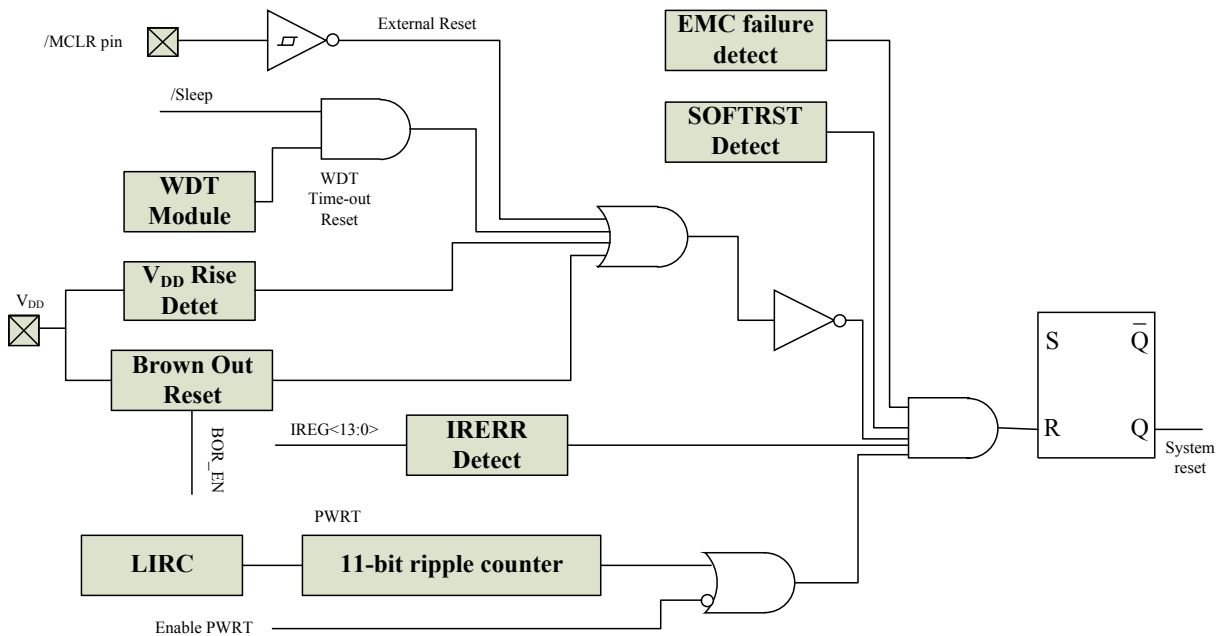 /MCLR pin
External Reset
EMC failure
detect
/Sleep
SOFTRST
Detect
WDT
Module
WDT
Time-out
Reset
VDD
VDD Rise
Detet
Brown Out
Reset
BOR_EN
IREG<13:0>
IRERR
Detect
S
Q
R
Q
System
reset
PWRT
LIRC
11-bit ripple counter
Enable PWRT